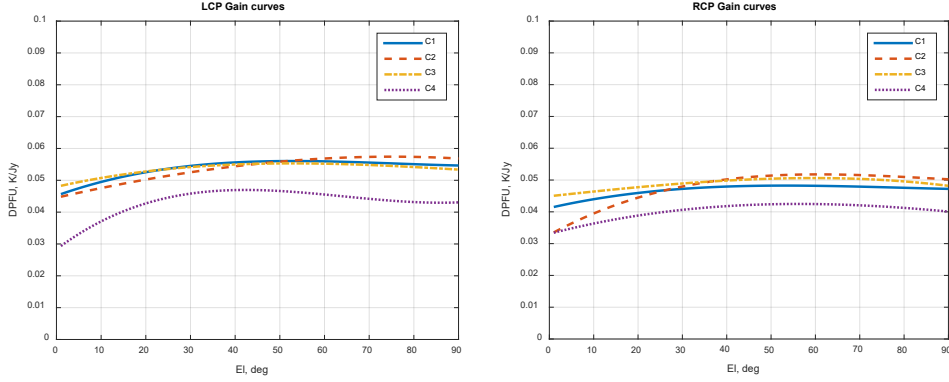 LCP Gain curves
0.1
0.09
0.08
0.07
0.06
0.05
0.04
0.03
0.02
0.01
0
DPFU, K/Jy
C1
C2
C3
C4
0 10 20 30 40 50 60 70 80 90
El, deg
RCP Gain curves
0.1
0.09
0.08
0.07
0.06
0.05
0.04
0.03
0.02
0.01
0
DPFU, K/Jy
C1
C2
C3
C4
0 10 20 30 40 50 60 70 80 90
El, deg